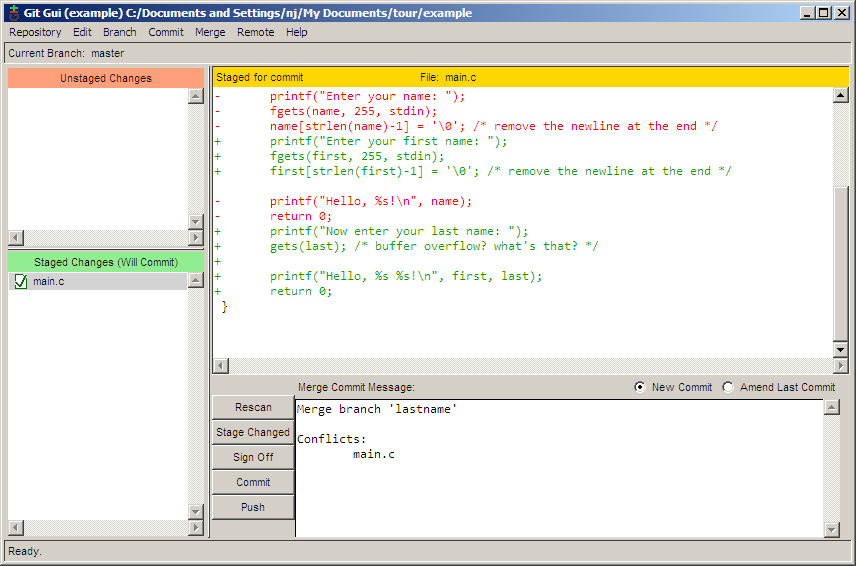 Git Gui (example) C:/Documents and Settings/nj/My Documents/tour/example
Repository Edit Branch Commit Merge Remote Help
Current Branch: master
Unstaged Changes
Staged Changes (Will Commit)
main.c
Staged for commit File: main.c
-       printf("Enter your name: ");
-       fgets(name, 255, stdin);
-       name[strlen(name)-1] = '\0'; /* remove the newline at the end */
+       printf("Enter your first name: ");
+       fgets(first, 255, stdin);
+       first[strlen(first)-1] = '\0'; /* remove the newline at the end */
-       printf("Hello, %s!\n", name);
-       return 0;
+       printf("Now enter your last name: ");
+       gets(last); /* buffer overflow? what's that? */
+
+       printf("Hello, %s %s!\n", first, last);
+       return 0;
 }
Merge Commit Message: New Commit Amend Last Commit
Rescan
Stage Changed
Sign Off
Commit
Push
Merge branch 'lastname'
Conflicts:
        main.c
Ready.